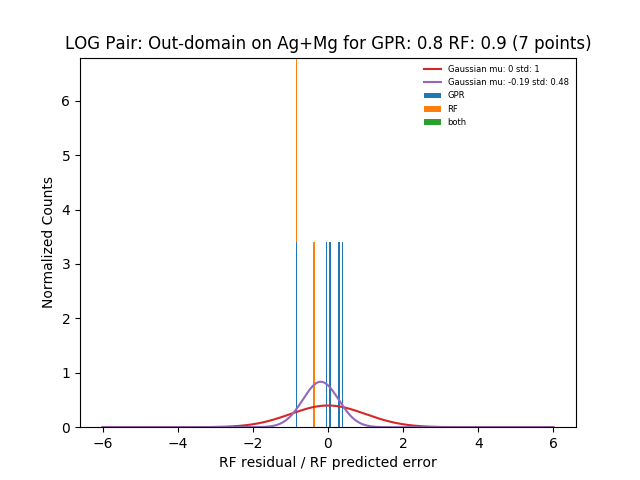 LOG Pair: Out-domain on Ag+Mg for GPR: 0.8 RF: 0.9 (7 points)
Gaussian mu: 0 std: 1
Gaussian mu: -0.19 std: 0.48
GPR
RF
both
Normalized Counts
6
5
4
3
2
1
0
−6
−4
−2
0
2
4
6
RF residual / RF predicted error